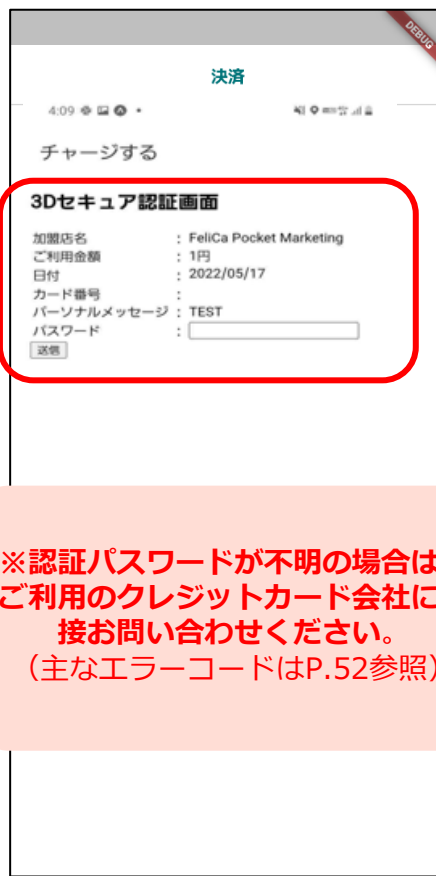 DEBUG
決済
4:09
チャージする
3Dセキュア認証画面
加盟店名 : FeliCa Pocket Marketing
ご利用金額 : 1円
日付 : 2022/05/17
カード番号 :
パーソナルメッセージ : TEST
パスワード :
送信
※認証パスワードが不明の場合は
ご利用のクレジットカード会社に
接お問い合わせください。
（主なエラーコードはP.52参照）